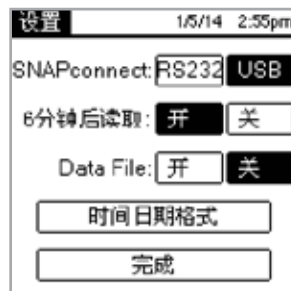 设置 1/5/14 2:55pm
SNAPconnect: RS232 USB
6分钟后读取: 开 关
Data File: 开 关
时间日期格式
完成